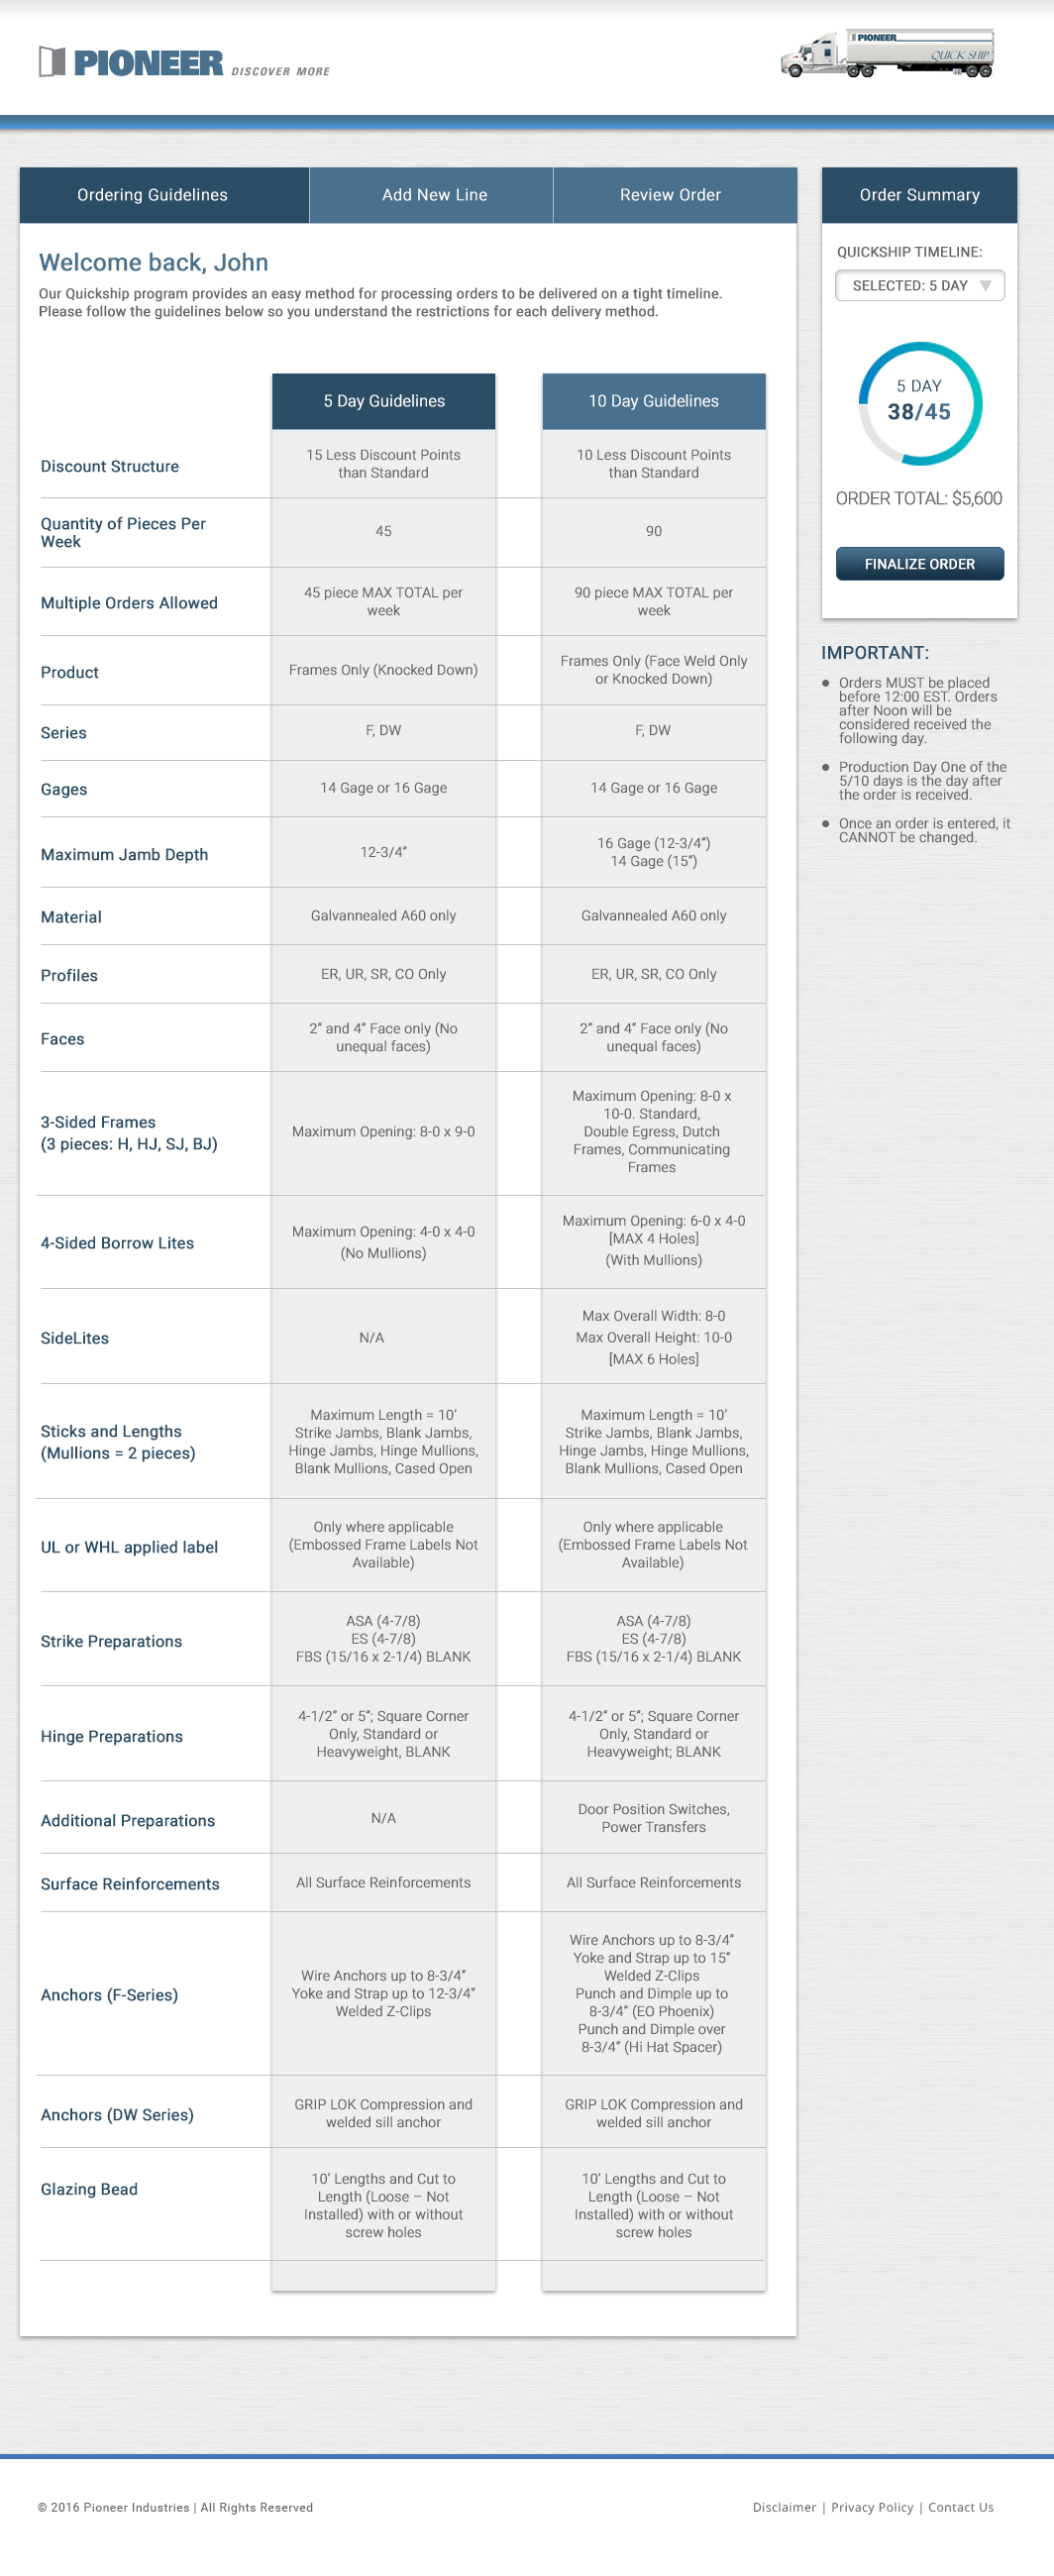 PIONEER DISCOVER MORE
PIONEER
QUICK SHIP
Ordering Guidelines
Add New Line
Review Order
Order Summary
Welcome back, John
Our Quickship program provides an easy method for processing orders to be delivered on a tight timeline.
Please follow the guidelines below so you understand the restrictions for each delivery method.
5 Day Guidelines
10 Day Guidelines
Discount Structure
15 Less Discount Points
than Standard
10 Less Discount Points
than Standard
Quantity of Pieces Per
Week
45
90
Multiple Orders Allowed
45 piece MAX TOTAL per
week
90 piece MAX TOTAL per
week
Product
Frames Only (Knocked Down)
Frames Only (Face Weld Only
or Knocked Down)
Series
F, DW
F, DW
Gages
14 Gage or 16 Gage
14 Gage or 16 Gage
Maximum Jamb Depth
12-3/4”
16 Gage (12-3/4”)
14 Gage (15”)
Material
Galvannealed A60 only
Galvannealed A60 only
Profiles
ER, UR, SR, CO Only
ER, UR, SR, CO Only
Faces
2” and 4” Face only (No
unequal faces)
2” and 4” Face only (No
unequal faces)
3-Sided Frames
(3 pieces: H, HJ, SJ, BJ)
Maximum Opening: 8-0 x 9-0
Maximum Opening: 8-0 x
10-0. Standard,
Double Egress, Dutch
Frames, Communicating
Frames
4-Sided Borrow Lites
Maximum Opening: 4-0 x 4-0
(No Mullions)
Maximum Opening: 6-0 x 4-0
[MAX 4 Holes]
(With Mullions)
SideLites
N/A
Max Overall Width: 8-0
Max Overall Height: 10-0
[MAX 6 Holes]
Sticks and Lengths
(Mullions = 2 pieces)
Maximum Length = 10’
Strike Jambs, Blank Jambs,
Hinge Jambs, Hinge Mullions,
Blank Mullions, Cased Open
Maximum Length = 10’
Strike Jambs, Blank Jambs,
Hinge Jambs, Hinge Mullions,
Blank Mullions, Cased Open
UL or WHL applied label
Only where applicable
(Embossed Frame Labels Not
Available)
Only where applicable
(Embossed Frame Labels Not
Available)
Strike Preparations
ASA (4-7/8)
ES (4-7/8)
FBS (15/16 x 2-1/4) BLANK
ASA (4-7/8)
ES (4-7/8)
FBS (15/16 x 2-1/4) BLANK
Hinge Preparations
4-1/2” or 5”; Square Corner
Only, Standard or
Heavyweight, BLANK
4-1/2” or 5”; Square Corner
Only, Standard or
Heavyweight; BLANK
Additional Preparations
N/A
Door Position Switches,
Power Transfers
Surface Reinforcements
All Surface Reinforcements
All Surface Reinforcements
Anchors (F-Series)
Wire Anchors up to 8-3/4”
Yoke and Strap up to 12-3/4”
Welded Z-Clips
Wire Anchors up to 8-3/4”
Yoke and Strap up to 15”
Welded Z-Clips
Punch and Dimple up to
8-3/4” (EO Phoenix)
Punch and Dimple over
8-3/4” (Hi Hat Spacer)
Anchors (DW Series)
GRIP LOK Compression and
welded sill anchor
GRIP LOK Compression and
welded sill anchor
Glazing Bead
10’ Lengths and Cut to
Length (Loose – Not
Installed) with or without
screw holes
10’ Lengths and Cut to
Length (Loose – Not
Installed) with or without
screw holes
QUICKSHIP TIMELINE:
SELECTED: 5 DAY
5 DAY
38/45
ORDER TOTAL: $5,600
FINALIZE ORDER
IMPORTANT:
Orders MUST be placed
before 12:00 EST. Orders
after Noon will be
considered received the
following day.
Production Day One of the
5/10 days is the day after
the order is received.
Once an order is entered, it
CANNOT be changed.
© 2016 Pioneer Industries | All Rights Reserved
Disclaimer | Privacy Policy | Contact Us